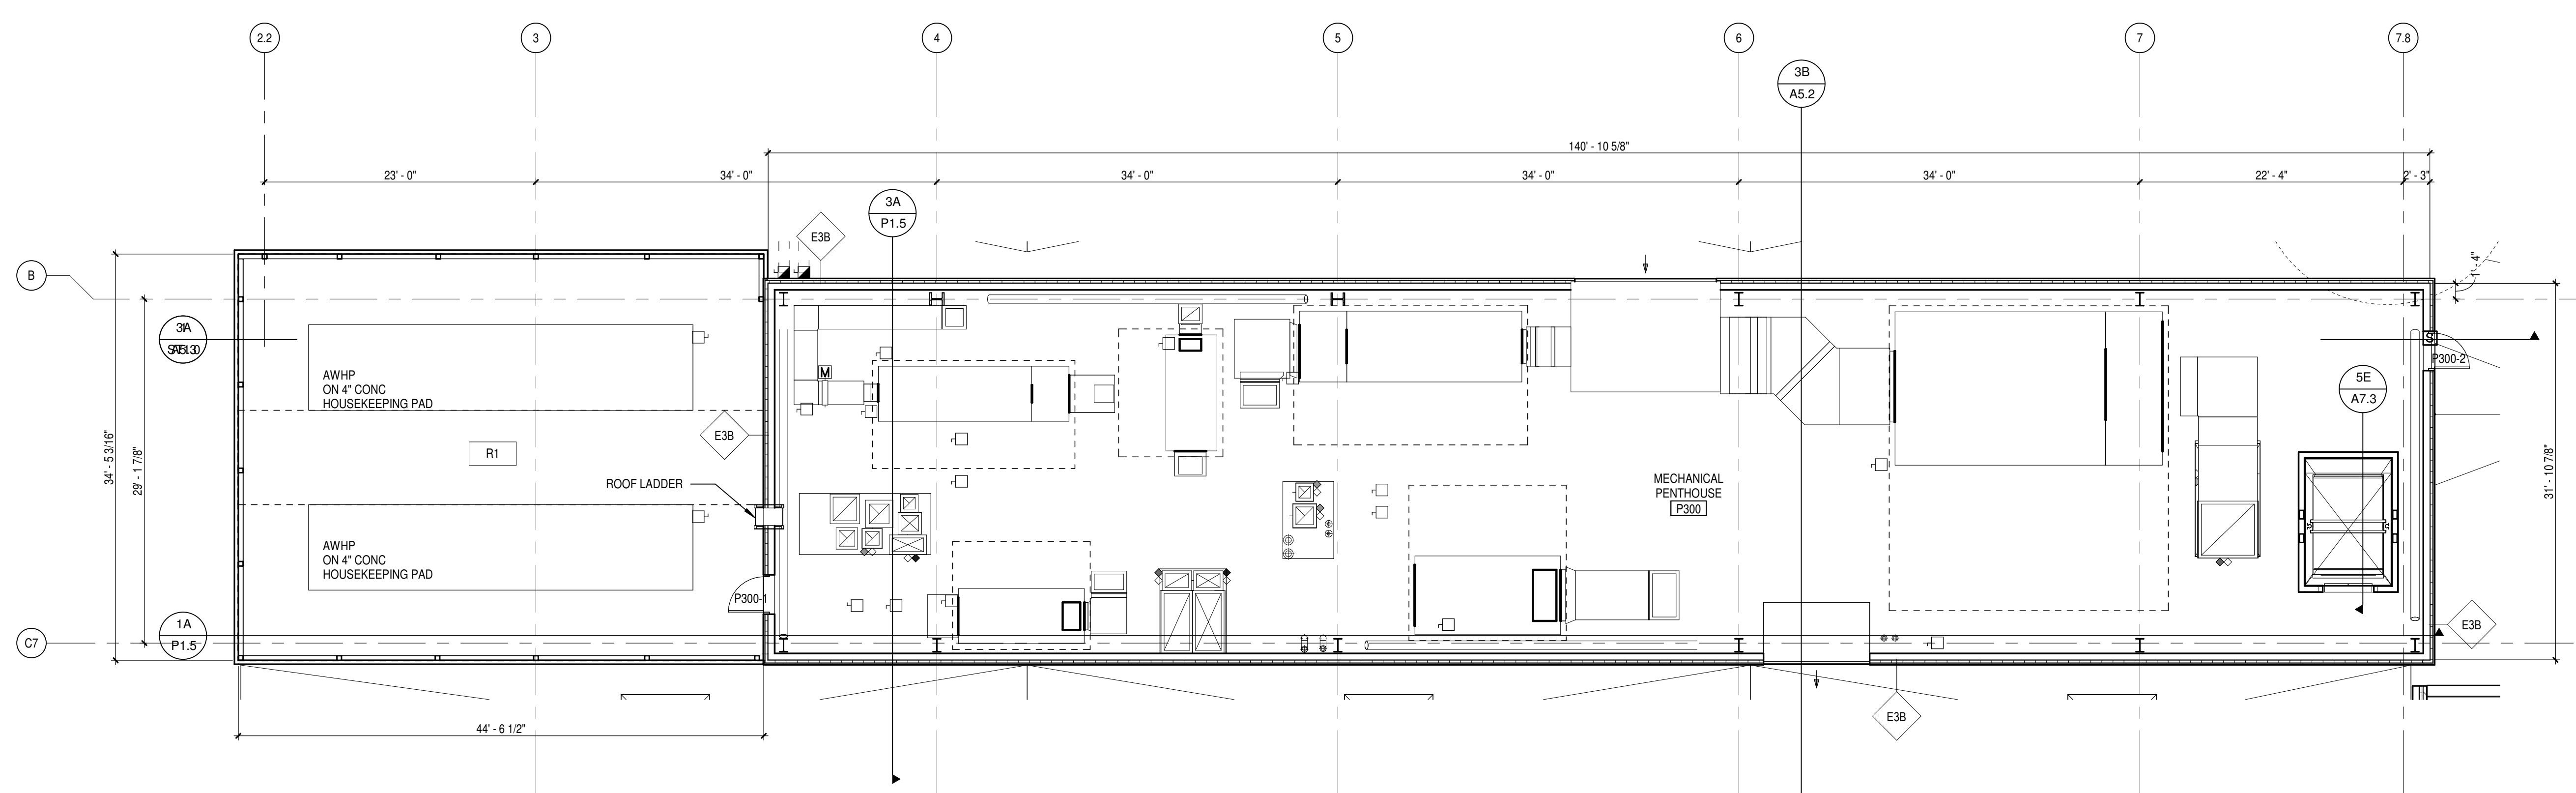 2.2
3
4
5
6
7
7.8
3B
A5.2
140' - 10 5/8"
23' - 0"
34' - 0"
34' - 0"
34' - 0"
34' - 0"
22' - 4"
2' - 3"
3A
P1.5
E3B
B
1' - 4"
3A
P300-2
M
S
5E
A7.3
AWHP
ON 4" CONC
HOUSEKEEPING PAD
34' - 5 3/16"
29' - 1 7/8"
E3B
R1
ROOF LADDER
MECHANICAL
PENTHOUSE
P300
31' - 10 7/8"
AWHP
ON 4" CONC
HOUSEKEEPING PAD
P300-1
1A
P1.5
C7
E3B
E3B
44' - 6 1/2"